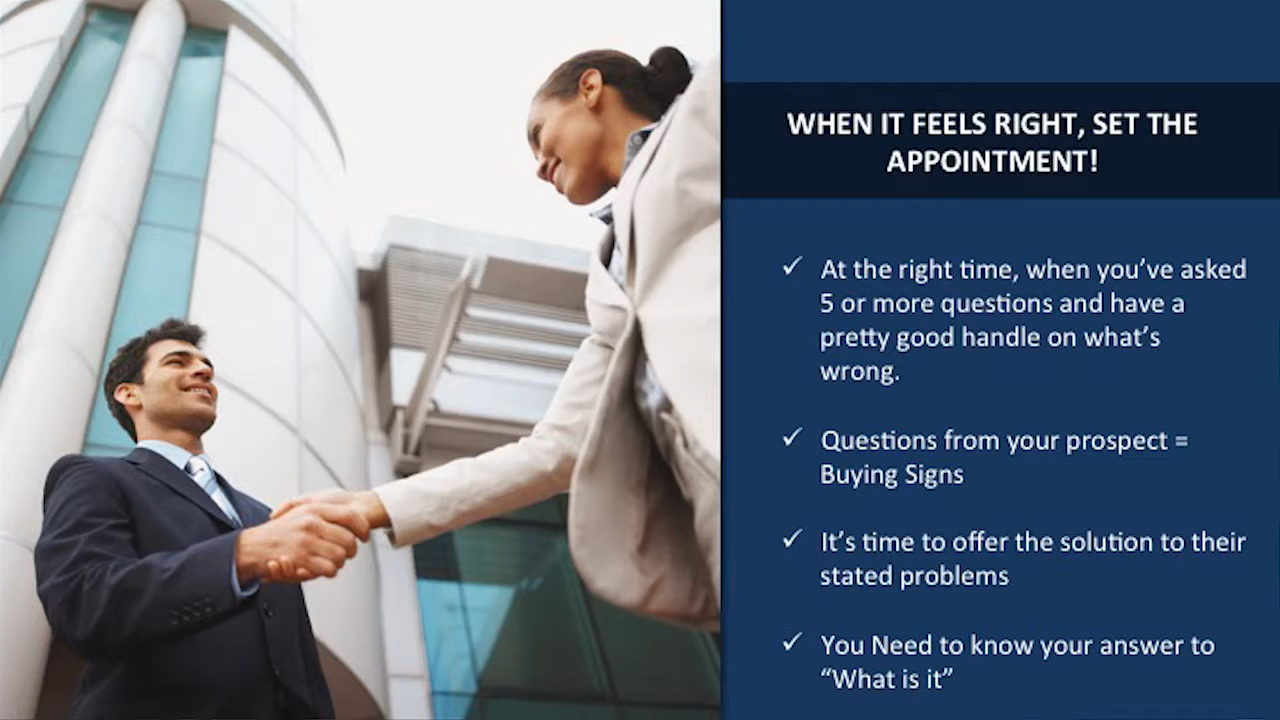 WHEN IT FEELS RIGHT, SET THE
APPOINTMENT!
✓ At the right time, when you’ve asked
5 or more questions and have a
pretty good handle on what’s
wrong.
✓ Questions from your prospect =
Buying Signs
✓ It’s time to offer the solution to their
stated problems
✓ You Need to know your answer to
“What is it”